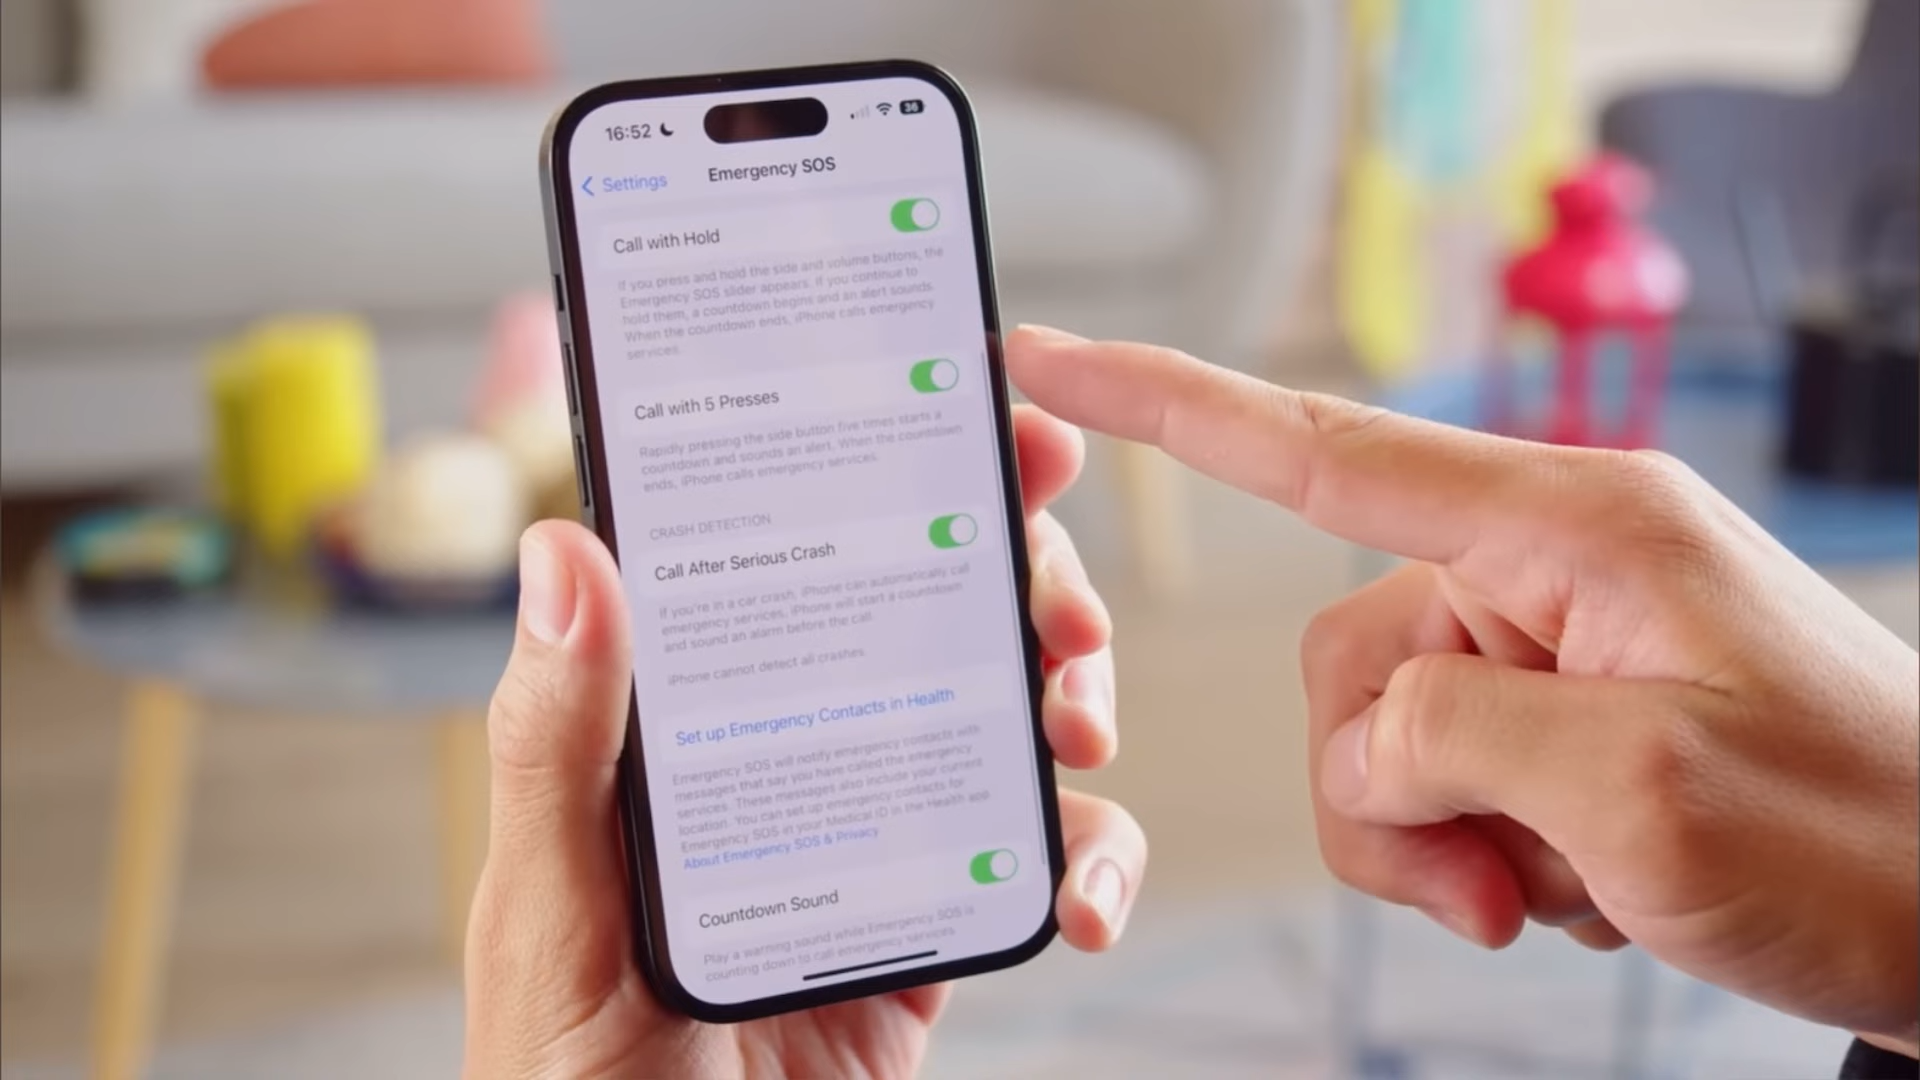 16:52
36
Settings
Emergency SOS
Call with Hold
If you press and hold the side and volume buttons, the
Emergency SOS slider appears. If you continue to
hold them, a countdown begins and an alert sounds.
When the countdown ends, iPhone calls emergency
services.
Call with 5 Presses
Rapidly pressing the side button five times starts a
countdown and sounds an alert. When the countdown
ends, iPhone calls emergency services.
CRASH DETECTION
Call After Serious Crash
If you're in a car crash, iPhone can automatically call
emergency services. iPhone will start a countdown
and sound an alarm before the call.
iPhone cannot detect all crashes.
Set up Emergency Contacts in Health
Emergency SOS will notify emergency contacts with
messages that say you have called the emergency
services. These messages also include your current
location. You can set up emergency contacts for
Emergency SOS in your Medical ID in the Health app
About Emergency SOS & Privacy
Countdown Sound
Play a warning sound while Emergency SOS is
counting down to call emergency services.